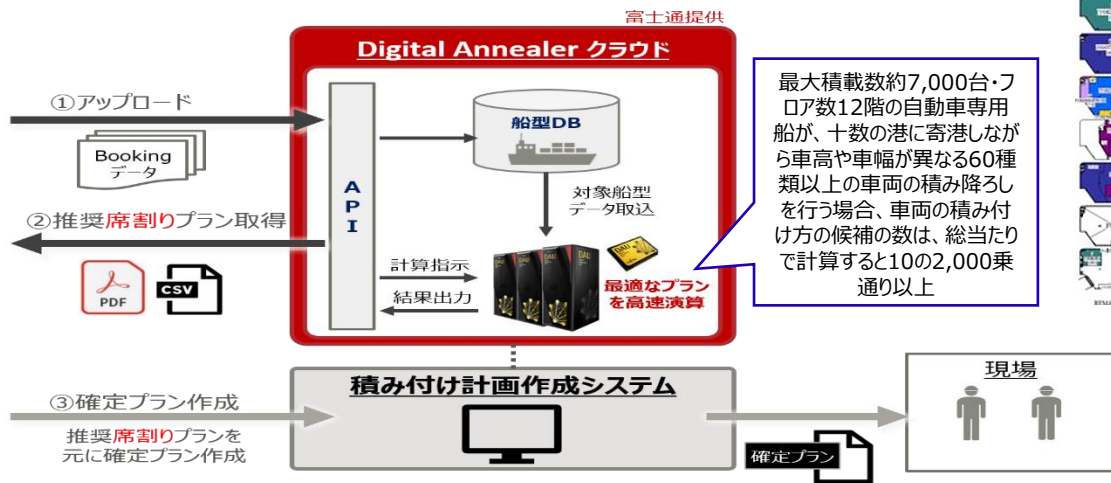 富士通提供
Digital Annealer クラウド
①アップロード
Booking
データ
②推奨席割りプラン取得
PDF
CSV
API
船型DB
対象船型
データ取込
計算指示
結果出力
DAU
DAU
DAU
DAU
最適なプラン
を高速演算
最大積載数約7,000台・フ
ロア数12階の自動車専用
船が、十数の港に寄港しなが
ら車高や車幅が異なる60種
類以上の車両の積み降ろし
を行う場合、車両の積み付
け方の候補の数は、総当たり
で計算すると10の2,000乗
通り以上
③確定プラン作成
推奨席割りプランを
元に確定プラン作成
積み付け計画作成システム
確定プラン
現場